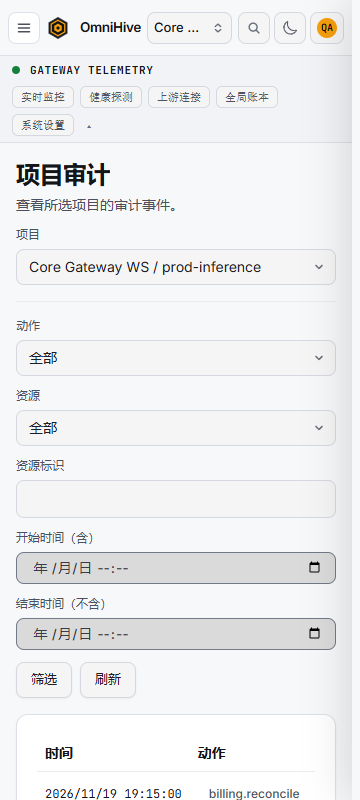 OmniHive Core ... QA
GATEWAY TELEMETRY
实时监控 健康探测 上游连接 全局账本
系统设置
项目审计
查看所选项目的审计事件。
项目
Core Gateway WS / prod-inference
动作
全部
资源
全部
资源标识
开始时间（含）
年 /月/日 --:--
结束时间（不含）
年 /月/日 --:--
筛选 刷新
时间 动作
2026/11/19 19:15:00 billing.reconcile